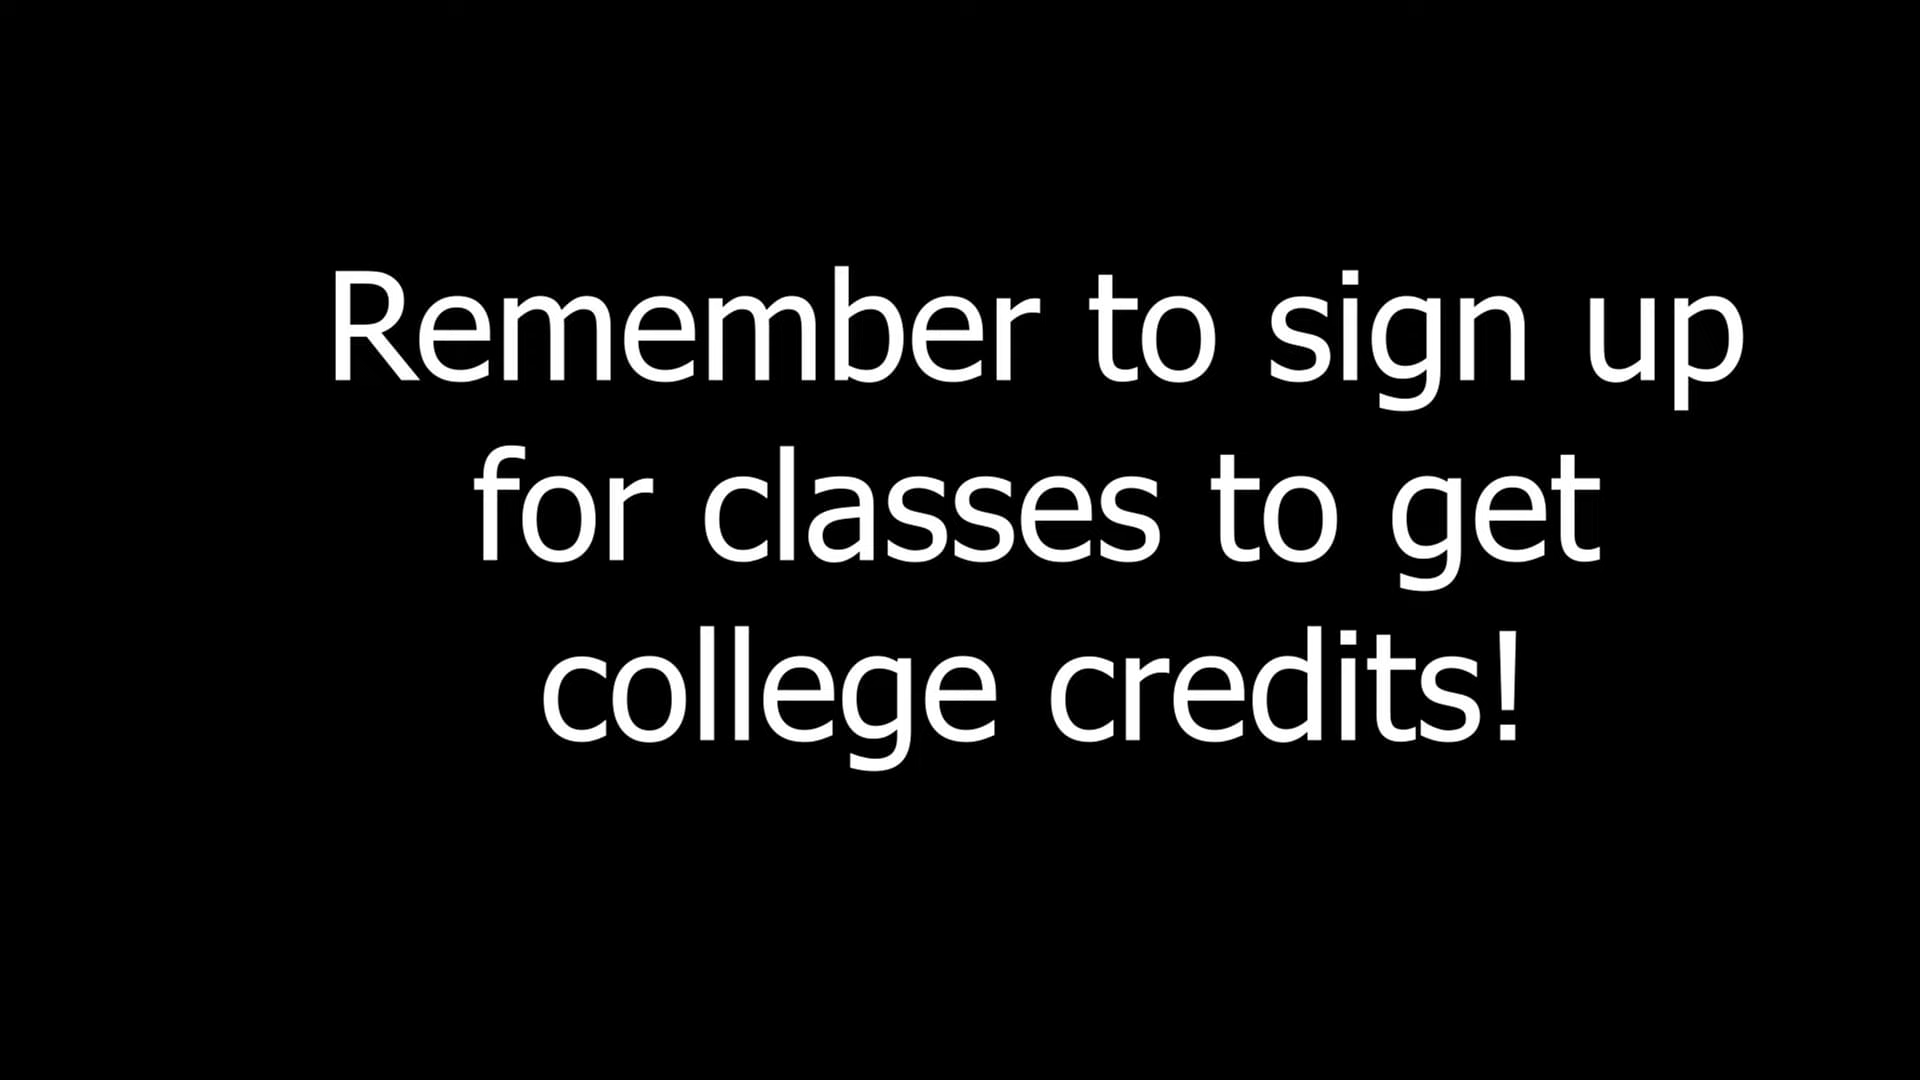 Remember to sign up
for classes to get
college credits!